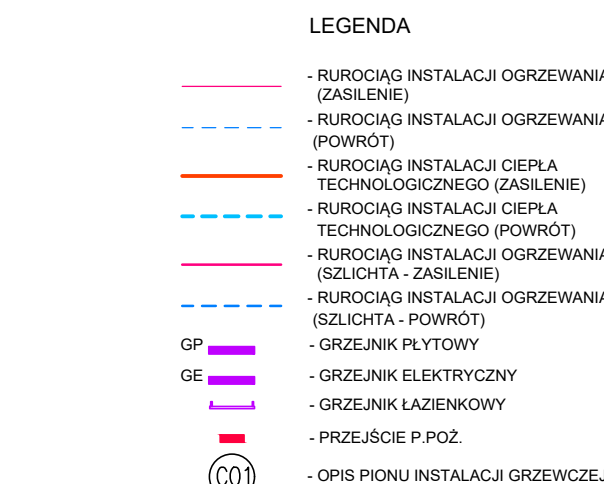 LEGENDA
- RUROCIĄG INSTALACJI OGRZEWANIA
(ZASILENIE)
- RUROCIĄG INSTALACJI OGRZEWANIA
(POWRÓT)
- RUROCIĄG INSTALACJI CIEPŁA
TECHNOLOGICZNEGO (ZASILENIE)
- RUROCIĄG INSTALACJI CIEPŁA
TECHNOLOGICZNEGO (POWRÓT)
- RUROCIĄG INSTALACJI OGRZEWANIA
(SZLICHTA - ZASILENIE)
- RUROCIĄG INSTALACJI OGRZEWANIA
(SZLICHTA - POWRÓT)
GP - GRZEJNIK PŁYTOWY
GE - GRZEJNIK ELEKTRYCZNY
- GRZEJNIK ŁAZIENKOWY
- PRZEJŚCIE P.POŻ.
CO1 - OPIS PIONU INSTALACJI GRZEWCZEJ